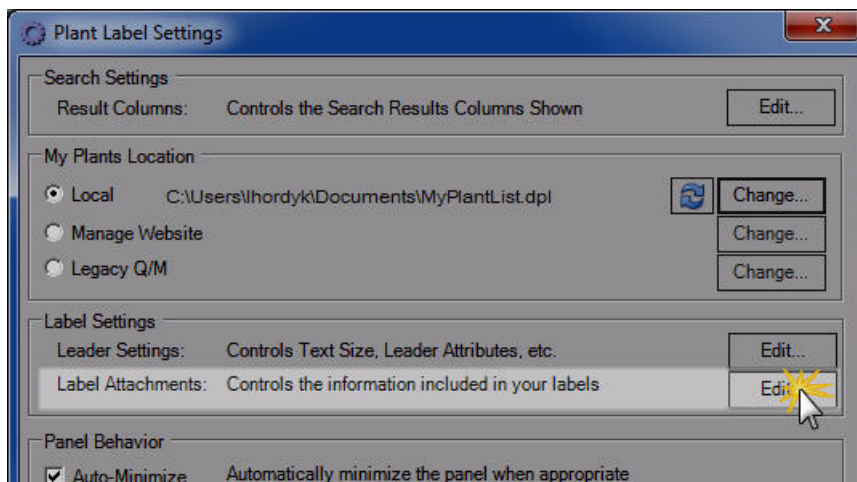 Plant Label Settings
Search Settings
Result Columns: Controls the Search Results Columns Shown Edit...
My Plants Location
Local C:\Users\lhordyk\Documents\MyPlantList.dpl Change...
Manage Website Change...
Legacy Q/M Change...
Label Settings
Leader Settings: Controls Text Size, Leader Attributes, etc. Edit...
Label Attachments: Controls the information included in your labels Edit
Panel Behavior
Auto-Minimize Automatically minimize the panel when appropriate